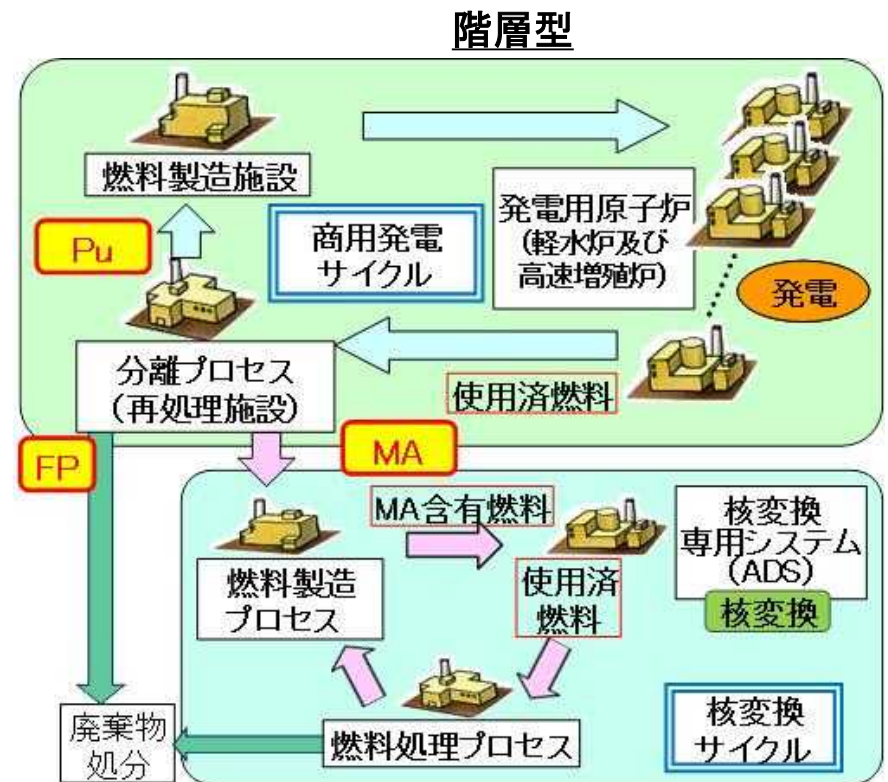 階層型
燃料製造施設
発電用原子炉
(軽水炉及び
高速増殖炉)
商用発電
サイクル
Pu
発電
分離プロセス
(再処理施設)
使用済燃料
FP
MA
MA含有燃料
核変換
専用システム
(ADS)
核変換
燃料製造
プロセス
使用済
燃料
燃料処理プロセス
核変換
サイクル
廃棄物
処分